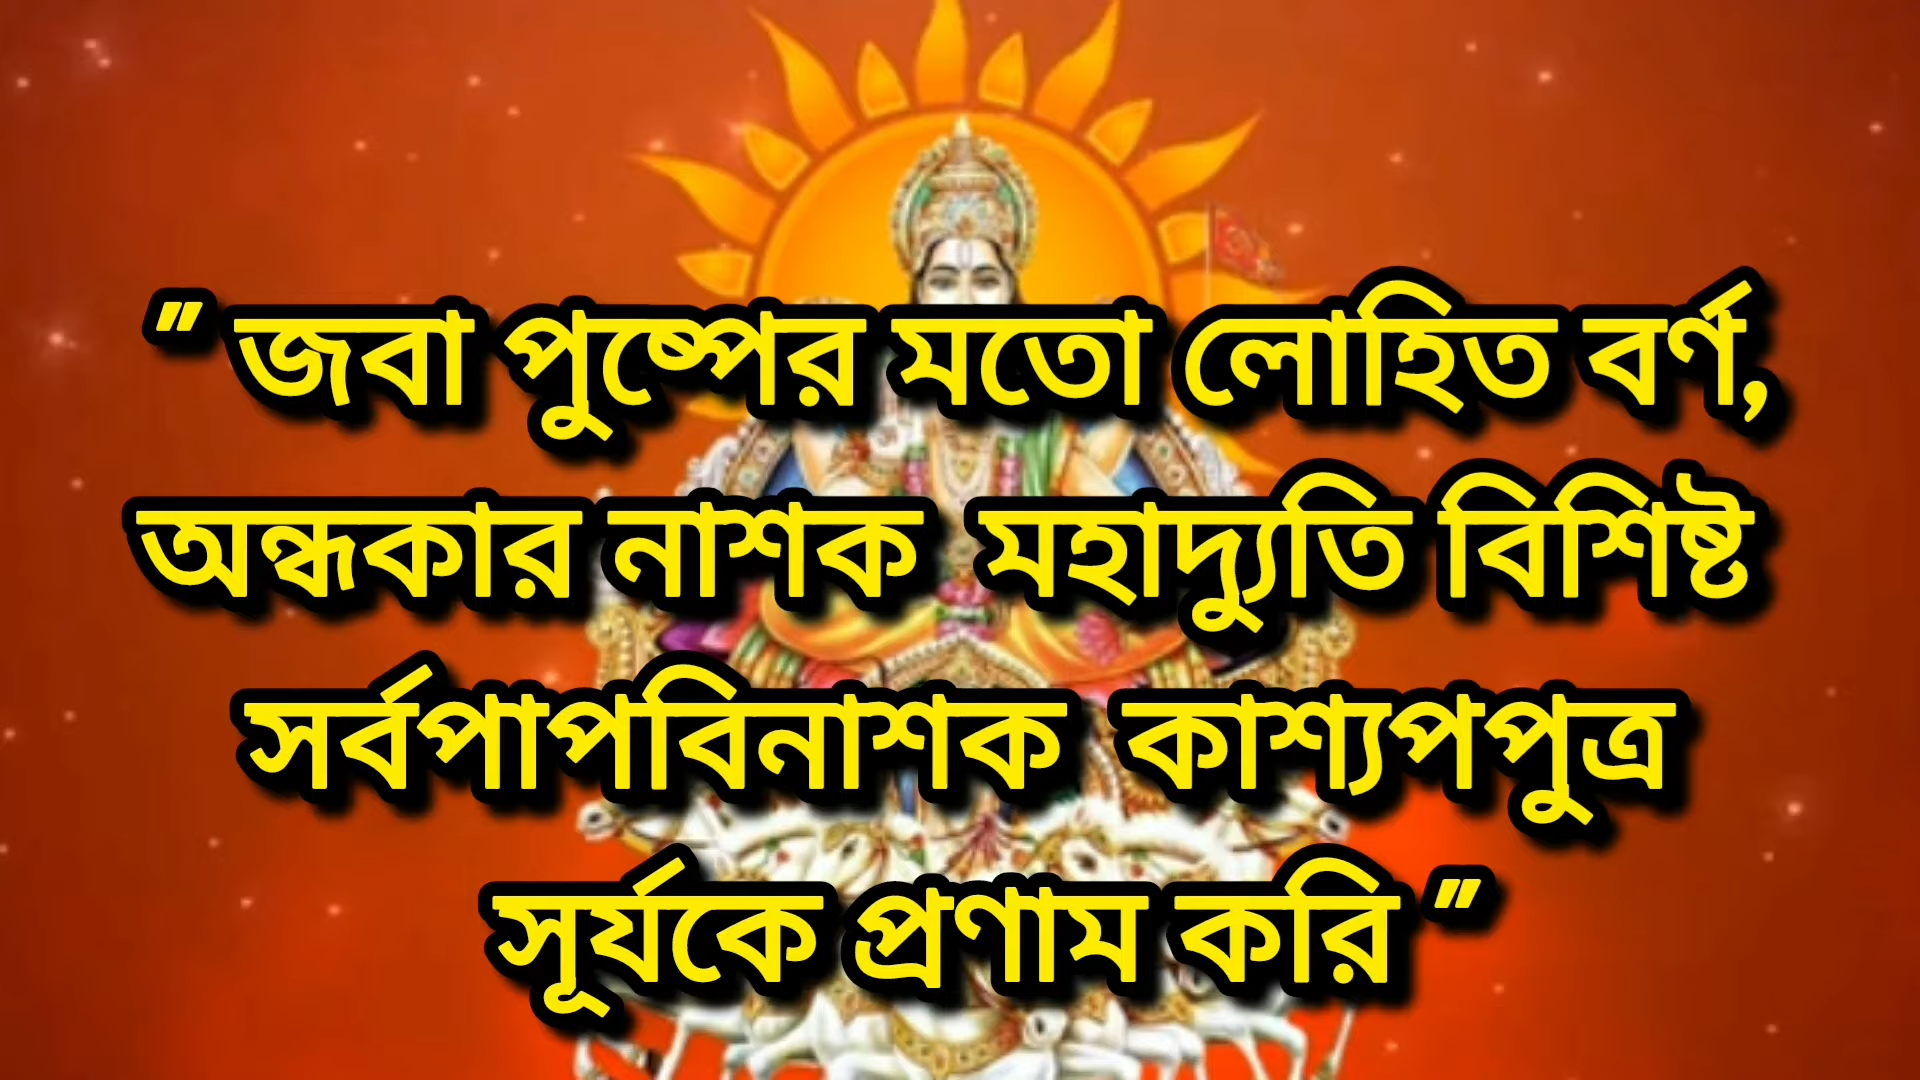 " জবা পুষ্পের মতো লোহিত বর্ণ,
অন্ধকার নাশক মহাদ্যুতি বিশিষ্ট
সর্বপাপবিনাশক কাশ্যপপুত্র
সূর্যকে প্রণাম করি "